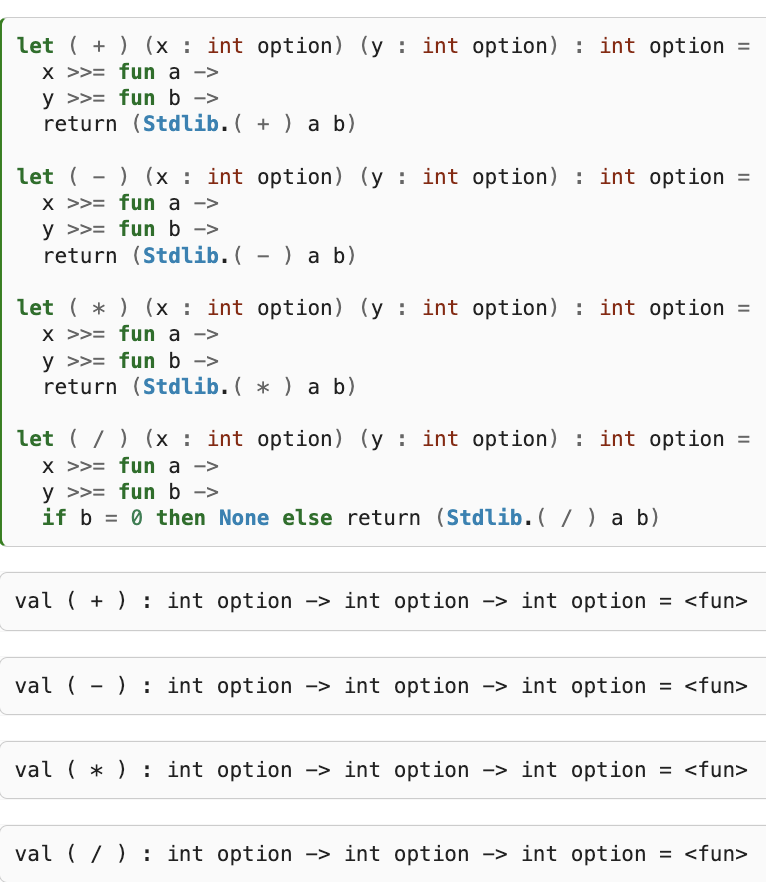 let ( + ) (x : int option) (y : int option) : int option =
  x >>= fun a ->
  y >>= fun b ->
  return (Stdlib.( + ) a b)

let ( - ) (x : int option) (y : int option) : int option =
  x >>= fun a ->
  y >>= fun b ->
  return (Stdlib.( - ) a b)

let ( * ) (x : int option) (y : int option) : int option =
  x >>= fun a ->
  y >>= fun b ->
  return (Stdlib.( * ) a b)

let ( / ) (x : int option) (y : int option) : int option =
  x >>= fun a ->
  y >>= fun b ->
  if b = 0 then None else return (Stdlib.( / ) a b)

val ( + ) : int option -> int option -> int option = <fun>

val ( - ) : int option -> int option -> int option = <fun>

val ( * ) : int option -> int option -> int option = <fun>

val ( / ) : int option -> int option -> int option = <fun>